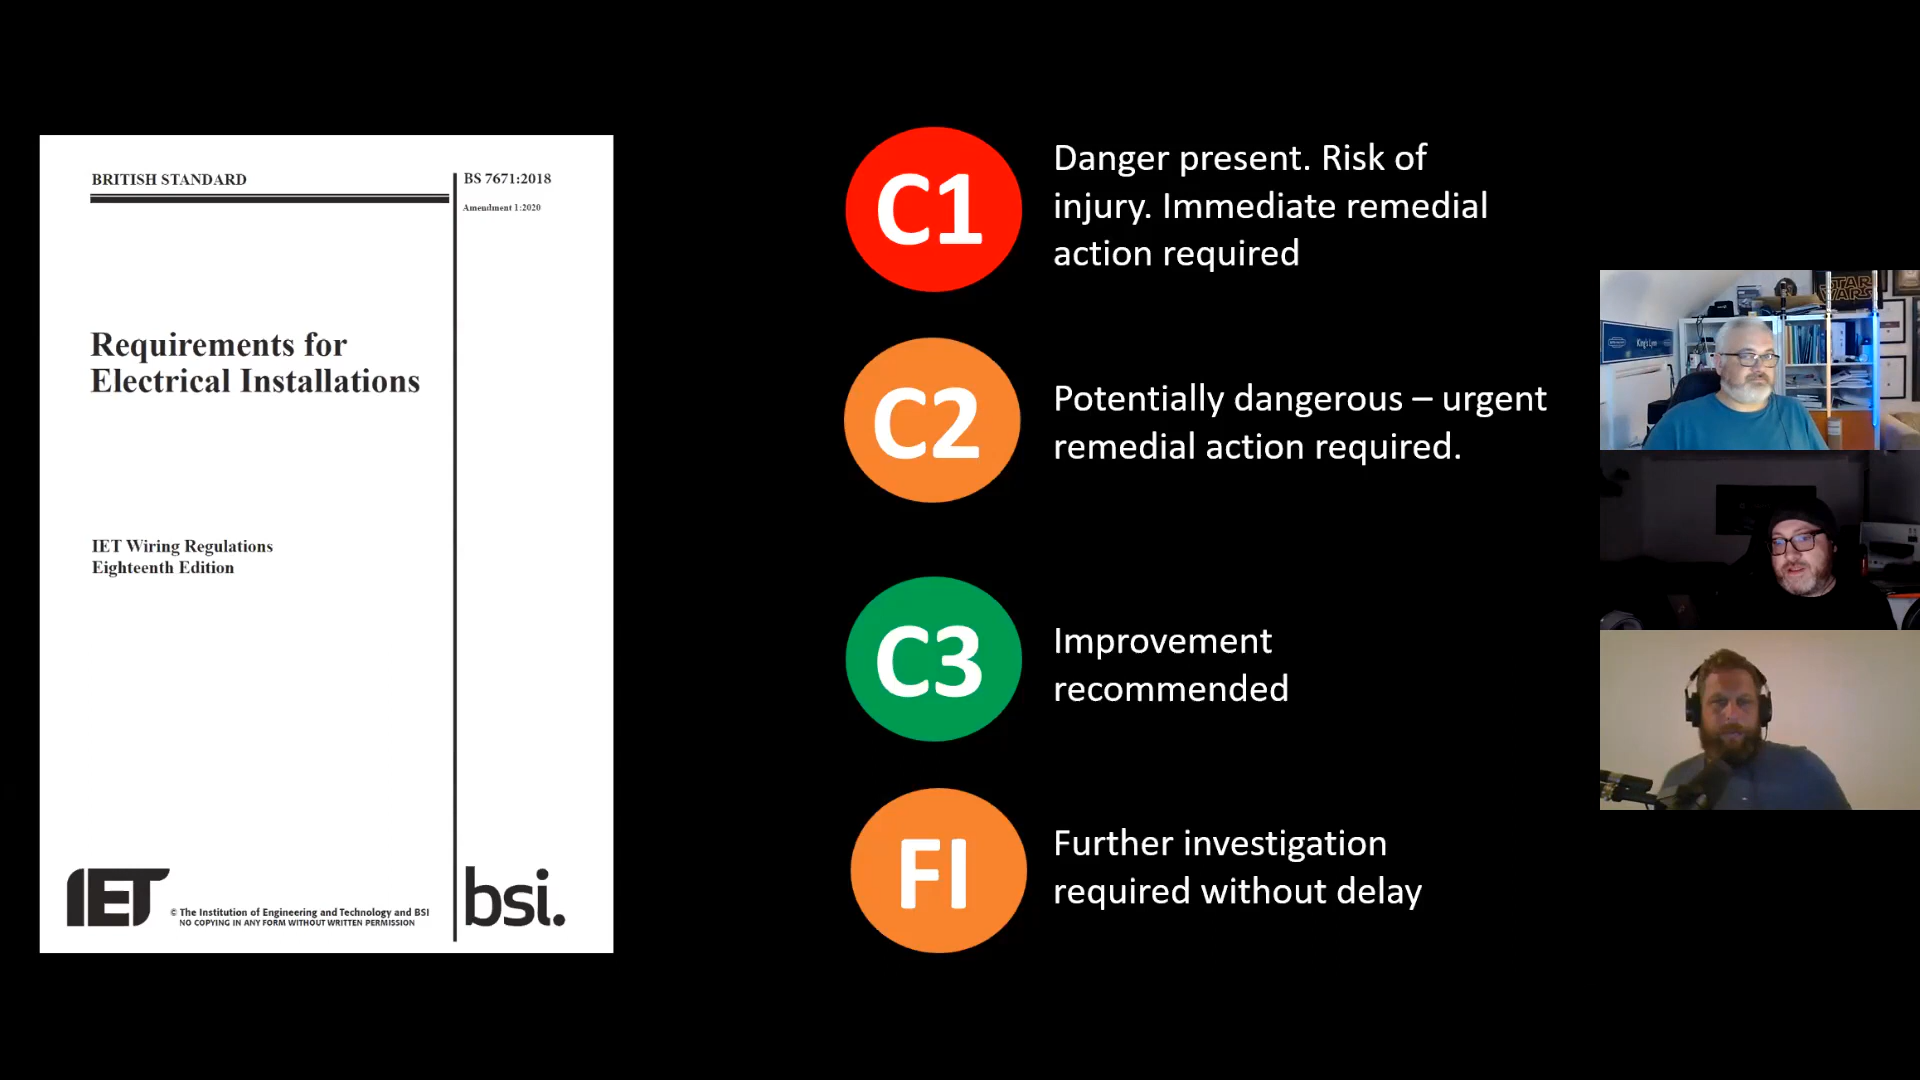 BRITISH STANDARD
BS 7671:2018
Amendment 1:2020
Requirements for
Electrical Installations
IET Wiring Regulations
Eighteenth Edition
IET
© The Institution of Engineering and Technology and BSI
NO COPYING IN ANY FORM WITHOUT WRITTEN PERMISSION
bsi.
C1
Danger present. Risk of
injury. Immediate remedial
action required
C2
Potentially dangerous – urgent
remedial action required.
C3
Improvement
recommended
FI
Further investigation
required without delay
STAR
WARS
King's Lynn